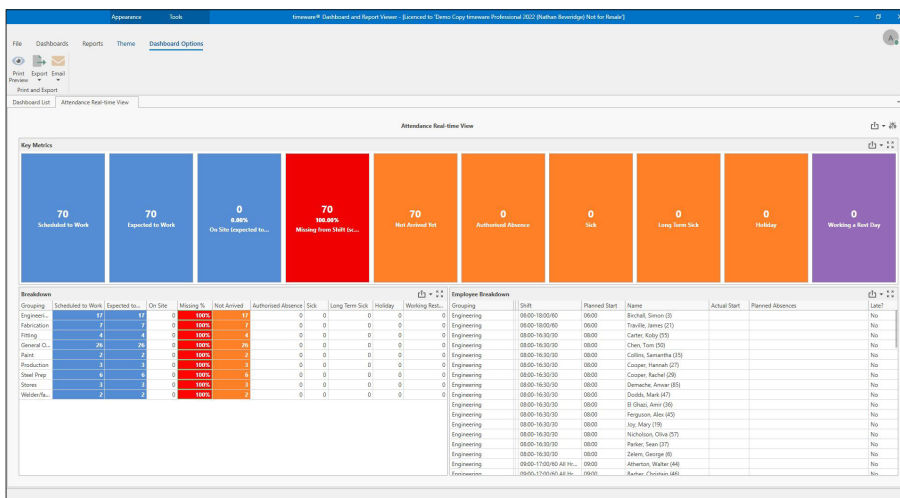 Appearance Tools timeware® Dashboard and Report Viewer - [Licenced to 'Demo Copy timeware Professional 2022 (Nathan Beveridge) Not for Resale']
File Dashboards Reports Theme Dashboard Options
A
Print Preview Export Email
Print and Export
Dashboard List Attendance Real-time View
Attendance Real-time View
Key Metrics
70 70 0 70 70 0 0 0 0 0
0.00% 100.00%
Scheduled to Work Expected to Work On Site (expected to... Missing from Shift (sc... Not Arrived Yet Authorised Absence Sick Long Term Sick Holiday Working a Rest Day
Breakdown
Grouping Scheduled to Work Expected to... On Site Missing % Not Arrived Authorised Absence Sick Long Term Sick Holiday Working Rest...
Engineeri... 17 17 0 100% 17 0 0 0 0 0
Fabrication 7 7 0 100% 7 0 0 0 0 0
Fitting 4 4 0 100% 4 0 0 0 0 0
General O... 26 26 0 100% 26 0 0 0 0 0
Paint 2 2 0 100% 2 0 0 0 0 0
Production 3 3 0 100% 3 0 0 0 0 0
Steel Prep 6 6 0 100% 6 0 0 0 0 0
Stores 3 3 0 100% 3 0 0 0 0 0
Welder/fa... 2 2 0 100% 2 0 0 0 0 0
Employee Breakdown
Grouping Shift Planned Start Name Actual Start Planned Absences Late?
Engineering 06:00-18:00/60 06:00 Birchall, Simon (3) No
Engineering 06:00-18:00/60 06:00 Traville, James (21) No
Engineering 08:00-16:30/30 08:00 Carter, Koby (55) No
Engineering 08:00-16:30/30 08:00 Chen, Tom (50) No
Engineering 08:00-16:30/30 08:00 Collins, Samantha (25) No
Engineering 08:00-16:30/30 08:00 Cooper, Hannah (27) No
Engineering 08:00-16:30/30 08:00 Cooper, Rachel (29) No
Engineering 08:00-16:30/30 08:00 Demache, Anwar (85) No
Engineering 08:00-16:30/30 08:00 Dodds, Mark (47) No
Engineering 08:00-16:30/30 08:00 El Ghazi, Amir (36) No
Engineering 08:00-16:30/30 08:00 Ferguson, Alex (45) No
Engineering 08:00-16:30/30 08:00 Joy, Mary (19) No
Engineering 08:00-16:30/30 08:00 Nicholson, Oliva (57) No
Engineering 08:00-16:30/30 08:00 Parker, Sean (37) No
Engineering 08:00-16:30/30 08:00 Zelem, George (6) No
Engineering 09:00-17:00/60 All Hr... 09:00 Atherton, Walter (44) No
Engineering 09:00-17:00/60 All Hr... 09:00 Barber, Christain (46) No